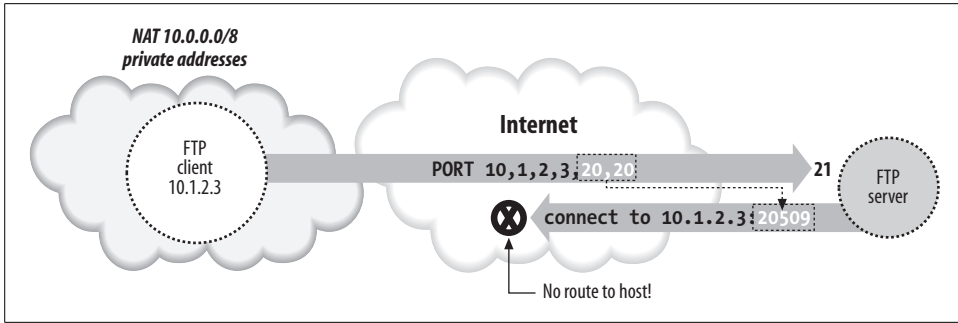 NAT 10.0.0.0/8
private addresses
FTP
client
10.1.2.3
Internet
PORT 10,1,2,3,20,20
21
FTP
server
X
connect to 10.1.2.3:20509
No route to host!